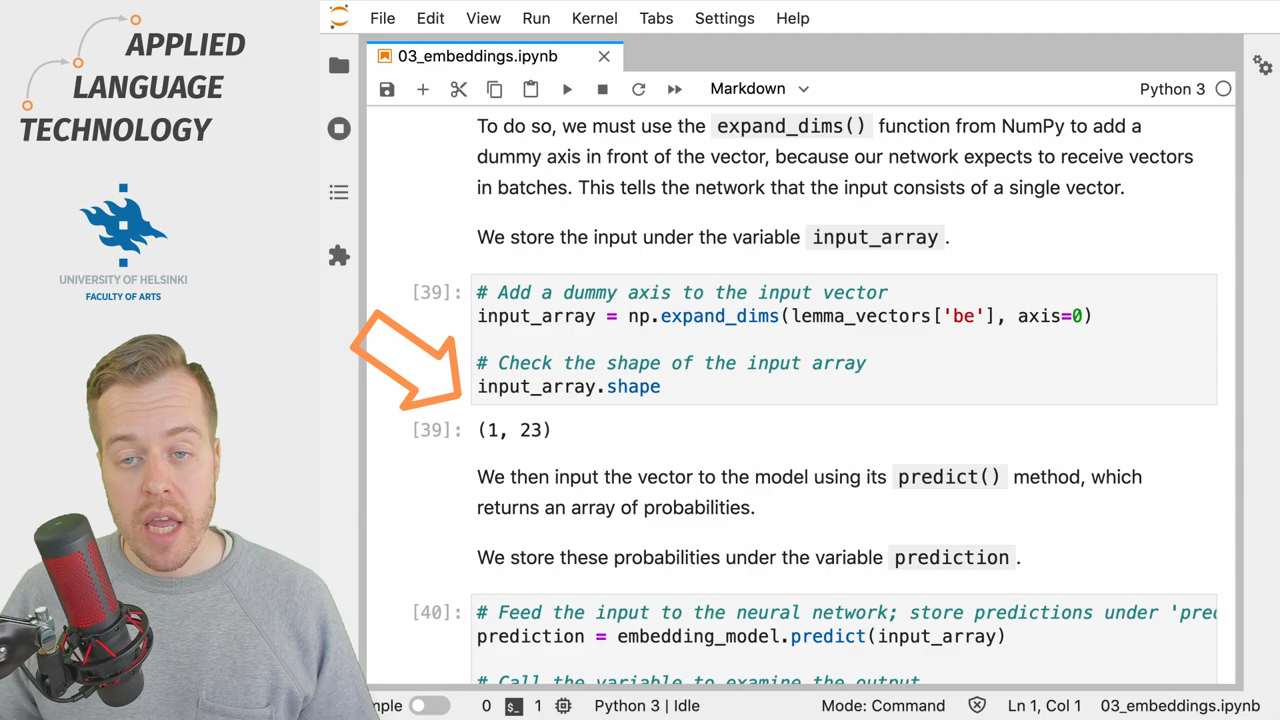 APPLIED
LANGUAGE
TECHNOLOGY
UNIVERSITY OF HELSINKI
FACULTY OF ARTS
File Edit View Run Kernel Tabs Settings Help
03_embeddings.ipynb
Markdown
Python 3
To do so, we must use the expand_dims() function from NumPy to add a
dummy axis in front of the vector, because our network expects to receive vectors
in batches. This tells the network that the input consists of a single vector.
We store the input under the variable input_array.
[39]: # Add a dummy axis to the input vector
input_array = np.expand_dims(lemma_vectors['be'], axis=0)
# Check the shape of the input array
input_array.shape
[39]: (1, 23)
We then input the vector to the model using its predict() method, which
returns an array of probabilities.
We store these probabilities under the variable prediction.
[40]: # Feed the input to the neural network; store predictions under 'pred
prediction = embedding_model.predict(input_array)
# Call the variable to examine the output
mple 0 $_ 1 Python 3 | Idle Mode: Command Ln 1, Col 1 03_embeddings.ipynb